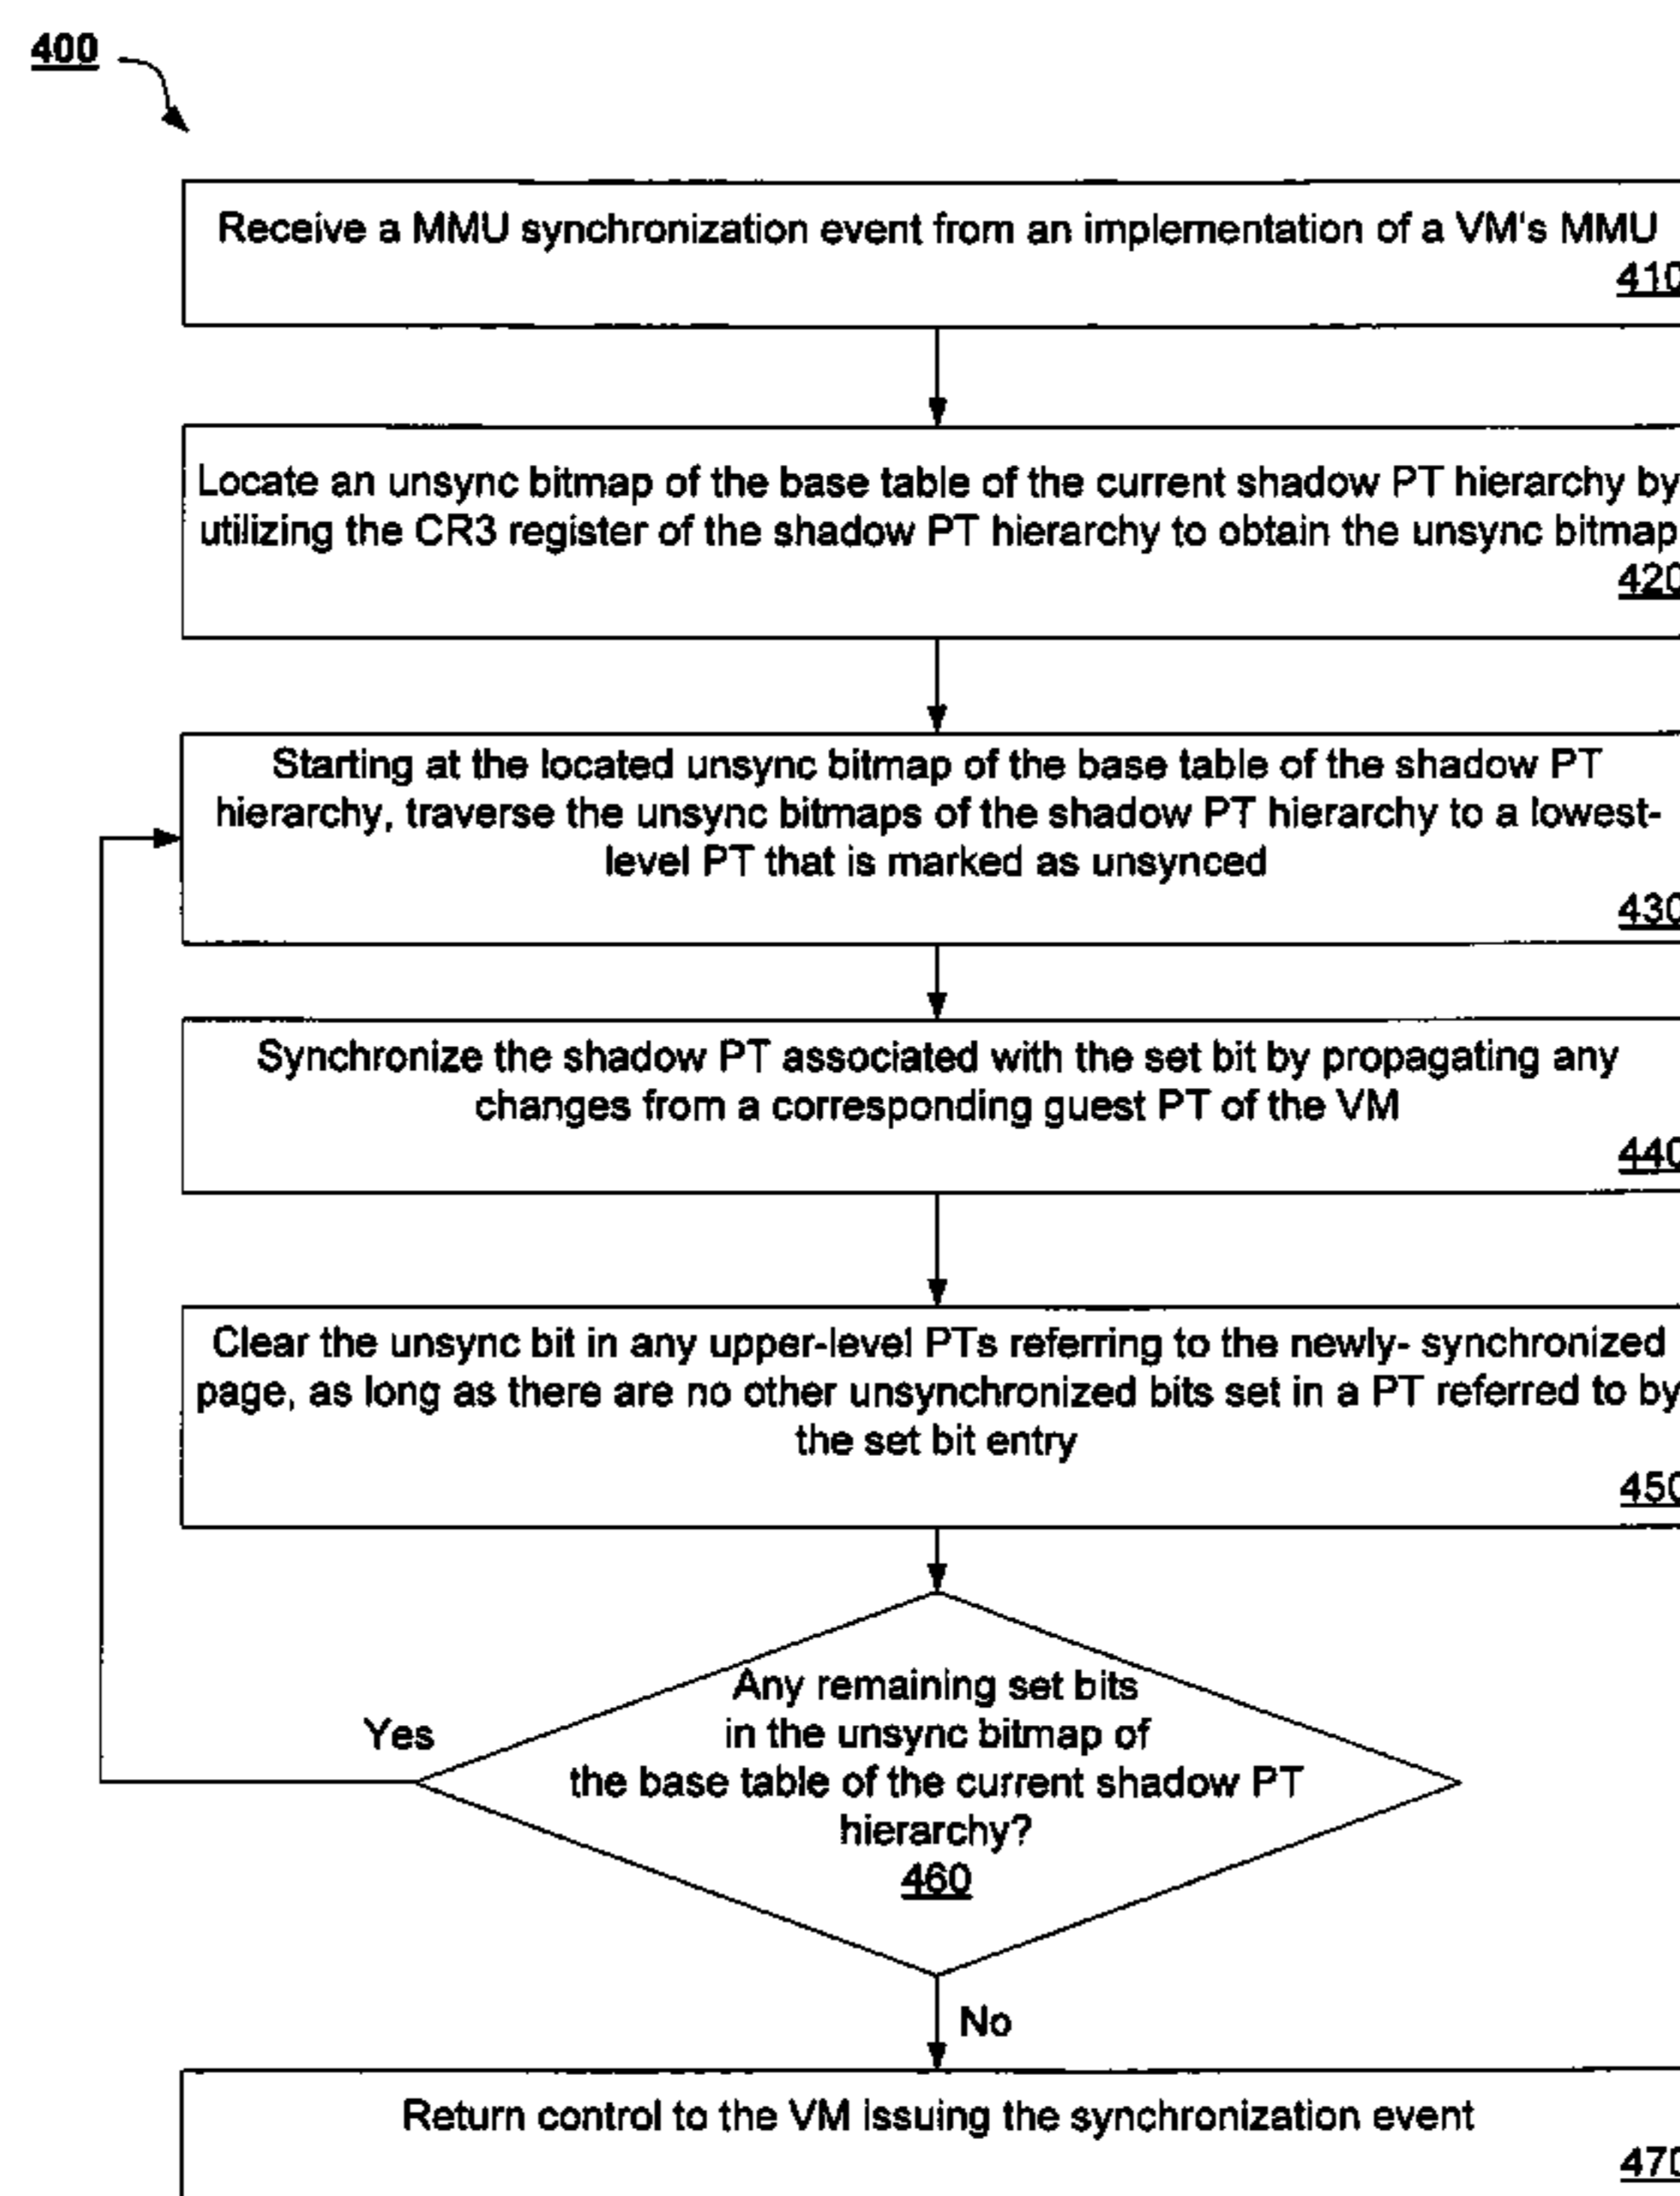 400
Receive a MMU synchronization event from an implementation of a VM's MMU
410
Locate an unsync bitmap of the base table of the current shadow PT hierarchy by
utilizing the CR3 register of the shadow PT hierarchy to obtain the unsync bitmap
420
Starting at the located unsync bitmap of the base table of the shadow PT
hierarchy, traverse the unsync bitmaps of the shadow PT hierarchy to a lowest-
level PT that is marked as unsynced
430
Synchronize the shadow PT associated with the set bit by propagating any
changes from a corresponding guest PT of the VM
440
Clear the unsync bit in any upper-level PTs referring to the newly- synchronized
page, as long as there are no other unsynchronized bits set in a PT referred to by
the set bit entry
450
Any remaining set bits
in the unsync bitmap of
Yes
the base table of the current shadow PT
hierarchy?
460
No
Return control to the VM issuing the synchronization event
470